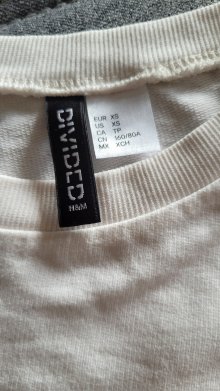 DIVIDED
H&M
EUR XS
US XS
CA TP
CN 160/80A
MX XCH